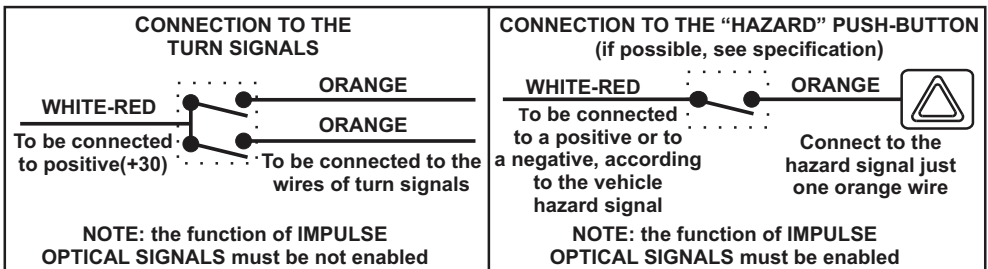 CONNECTION TO THE
TURN SIGNALS
ORANGE
WHITE-RED
ORANGE
To be connected
to positive(+30)
To be connected to the
wires of turn signals
NOTE: the function of IMPULSE
OPTICAL SIGNALS must be not enabled
CONNECTION TO THE “HAZARD” PUSH-BUTTON
(if possible, see specification)
WHITE-RED
ORANGE
To be connected
to a positive or to
a negative, according
to the vehicle
hazard signal
Connect to the
hazard signal just
one orange wire
NOTE: the function of IMPULSE
OPTICAL SIGNALS must be enabled